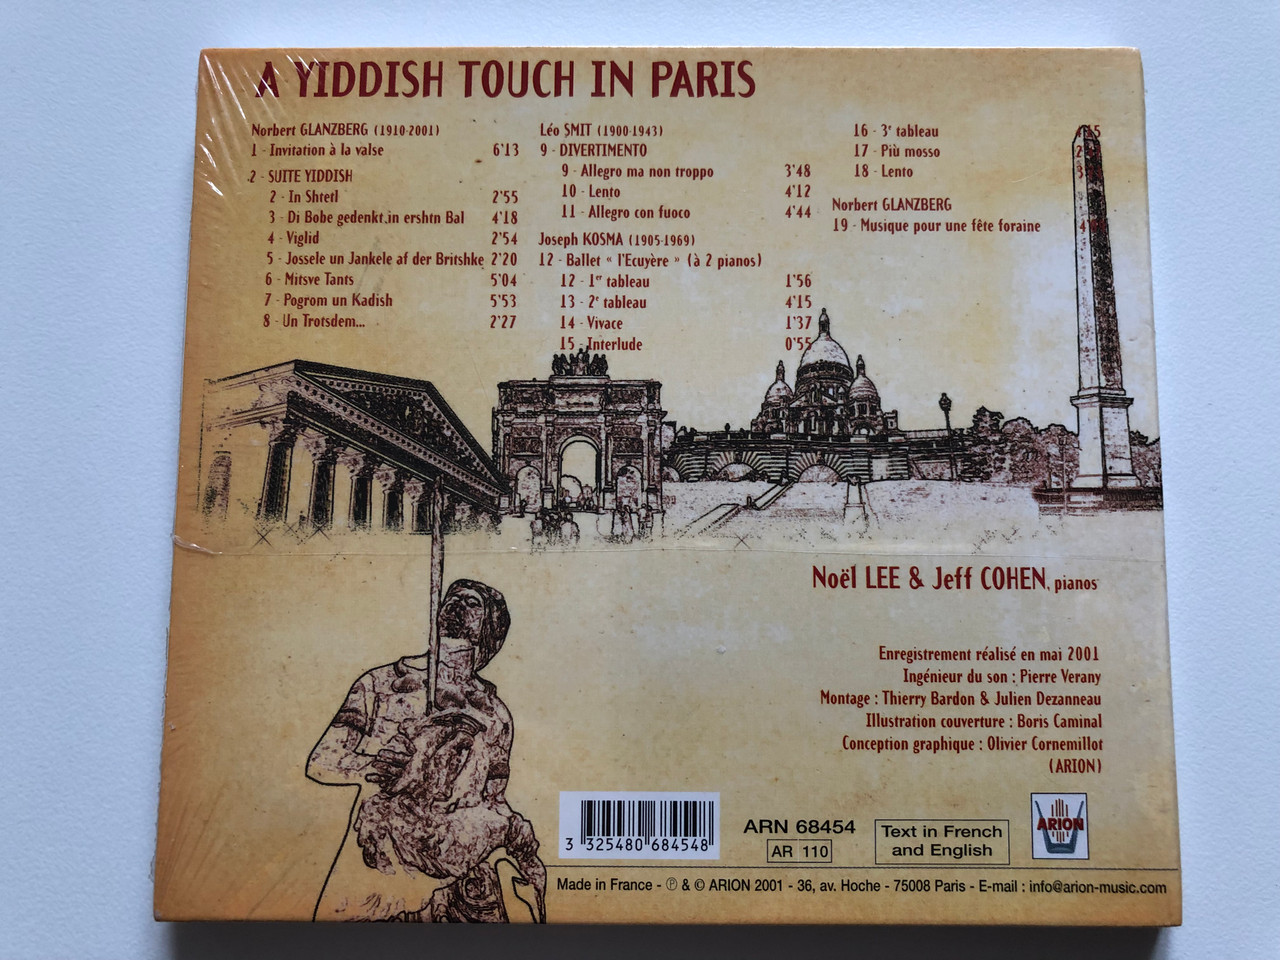 A YIDDISH TOUCH IN PARIS
Norbert GLANZBERG (1910-2001)
1 - Invitation à la valse 6'13
2 - SUITE YIDDISH
2 - In Shtetl 2'55
3 - Di Bobe gedenkt in ershtn Bal 4'18
4 - Viglid 2'54
5 - Jossele un Jankele af der Britshke 2'20
6 - Mitsve Tants 5'04
7 - Pogrom un Kadish 5'53
8 - Un Trotsdem... 2'27
Léo SMIT (1900-1943)
9 - DIVERTIMENTO
9 - Allegro ma non troppo 3'48
10 - Lento 4'12
11 - Allegro con fuoco 4'44
Joseph KOSMA (1905-1969)
12 - Ballet « l'Ecuyère » (à 2 pianos)
12 - 1er tableau 1'56
13 - 2e tableau 4'15
14 - Vivace 1'37
15 - Interlude 0'55
16 - 3e tableau
17 - Più mosso
18 - Lento
Norbert GLANZBERG
19 - Musique pour une fête foraine
Noël LEE & Jeff COHEN, pianos
Enregistrement réalisé en mai 2001
Ingénieur du son : Pierre Verany
Montage : Thierry Bardon & Julien Dezanneau
Illustration couverture : Boris Caminal
Conception graphique : Olivier Cornemillot
(ARION)
3 325480 684548
ARN 68454
AR 110
Text in French
and English
ARION
Made in France - ℗ & © ARION 2001 - 36, av. Hoche - 75008 Paris - E-mail : info@arion-music.com